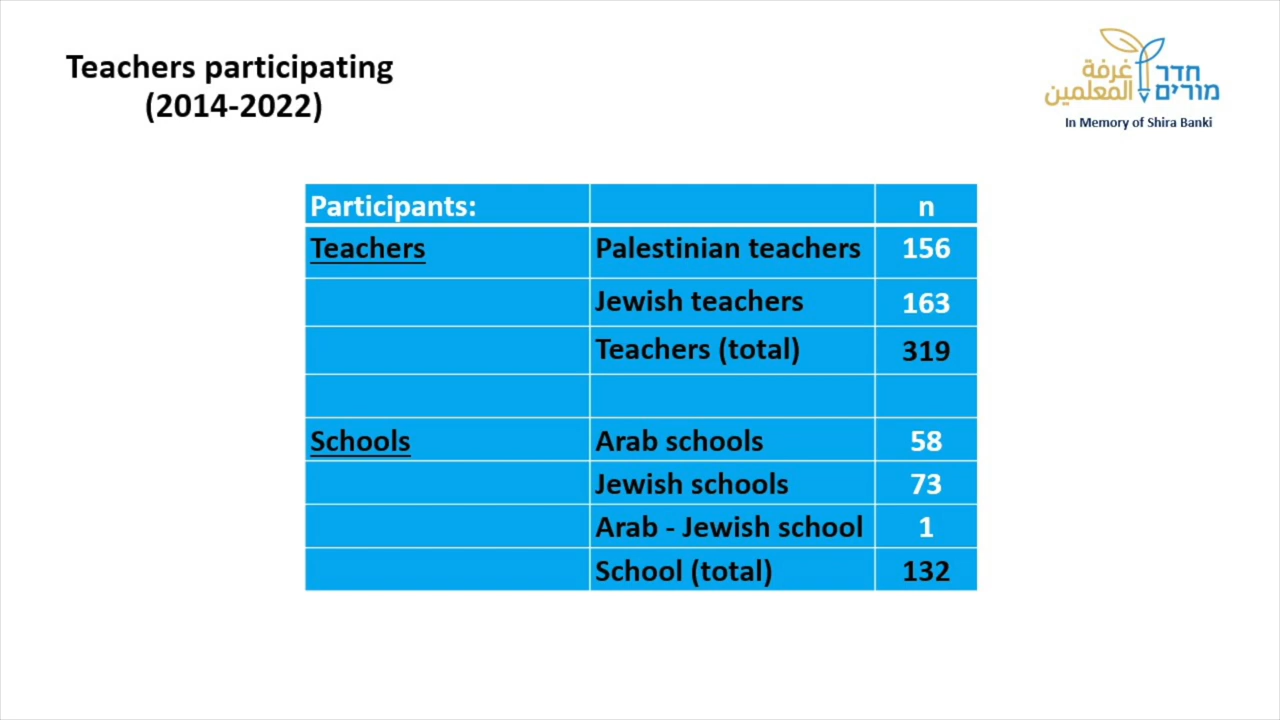 Teachers participating
(2014-2022)
غرفة חדר
المعلمين מורים
In Memory of Shira Banki
Participants: n
Teachers Palestinian teachers 156
Jewish teachers 163
Teachers (total) 319
Schools Arab schools 58
Jewish schools 73
Arab - Jewish school 1
School (total) 132